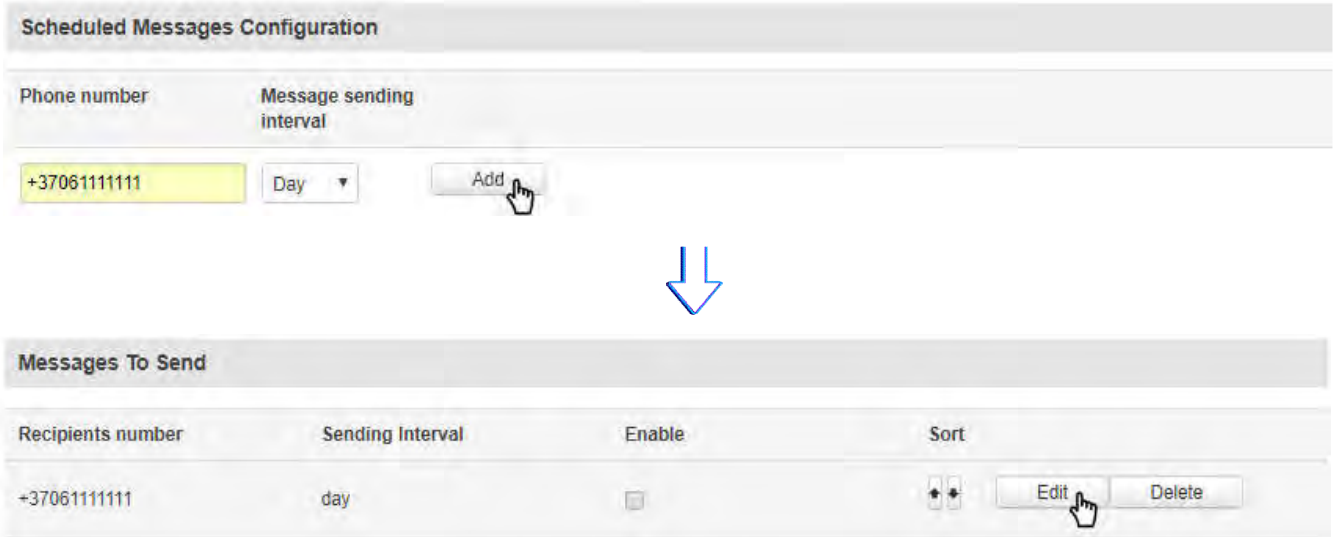 Scheduled Messages Configuration
Phone number Message sending
interval
+37061111111 Day Add
Messages To Send
Recipients number Sending Interval Enable Sort
+37061111111 day Edit Delete